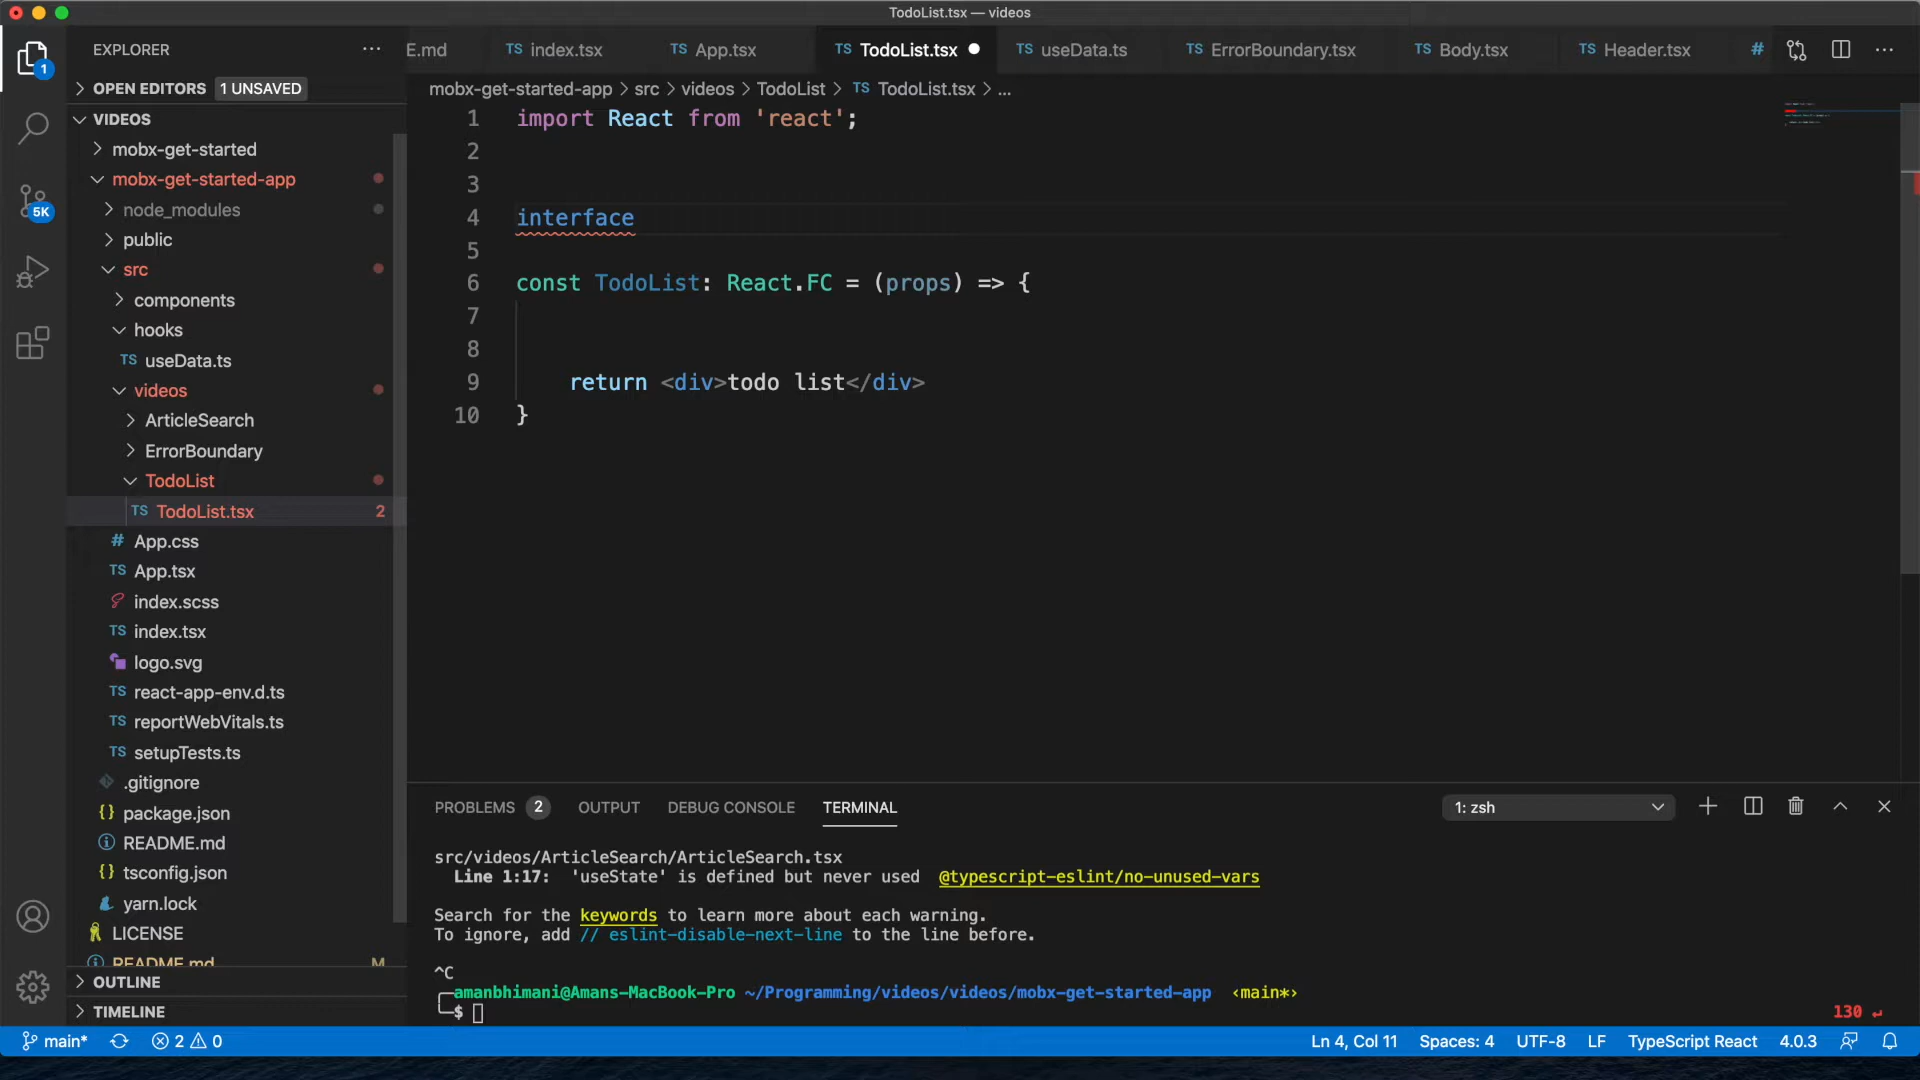 TodoList.tsx — videos
EXPLORER
E.md
TS index.tsx
TS App.tsx
TS TodoList.tsx
TS useData.ts
TS ErrorBoundary.tsx
TS Body.tsx
TS Header.tsx
#
1
OPEN EDITORS 1 UNSAVED
mobx-get-started-app > src > videos > TodoList > TS TodoList.tsx > ...
VIDEOS
mobx-get-started
mobx-get-started-app
node_modules
public
src
components
hooks
TS useData.ts
videos
ArticleSearch
ErrorBoundary
TodoList
TS TodoList.tsx 2
# App.css
TS App.tsx
index.scss
TS index.tsx
logo.svg
TS react-app-env.d.ts
TS reportWebVitals.ts
TS setupTests.ts
.gitignore
{} package.json
README.md
{} tsconfig.json
yarn.lock
LICENSE
README.md M
OUTLINE
TIMELINE
5K
1 import React from 'react';
2
3
4 interface
5
6 const TodoList: React.FC = (props) => {
7
8
9 return <div>todo list</div>
10 }
PROBLEMS 2 OUTPUT DEBUG CONSOLE TERMINAL
1: zsh
src/videos/ArticleSearch/ArticleSearch.tsx
Line 1:17: 'useState' is defined but never used @typescript-eslint/no-unused-vars
Search for the keywords to learn more about each warning.
To ignore, add // eslint-disable-next-line to the line before.
^C
amanbhimani@Amans-MacBook-Pro ~/Programming/videos/videos/mobx-get-started-app ‹main*›
$
130 ↵
main* 2 0
Ln 4, Col 11 Spaces: 4 UTF-8 LF TypeScript React 4.0.3